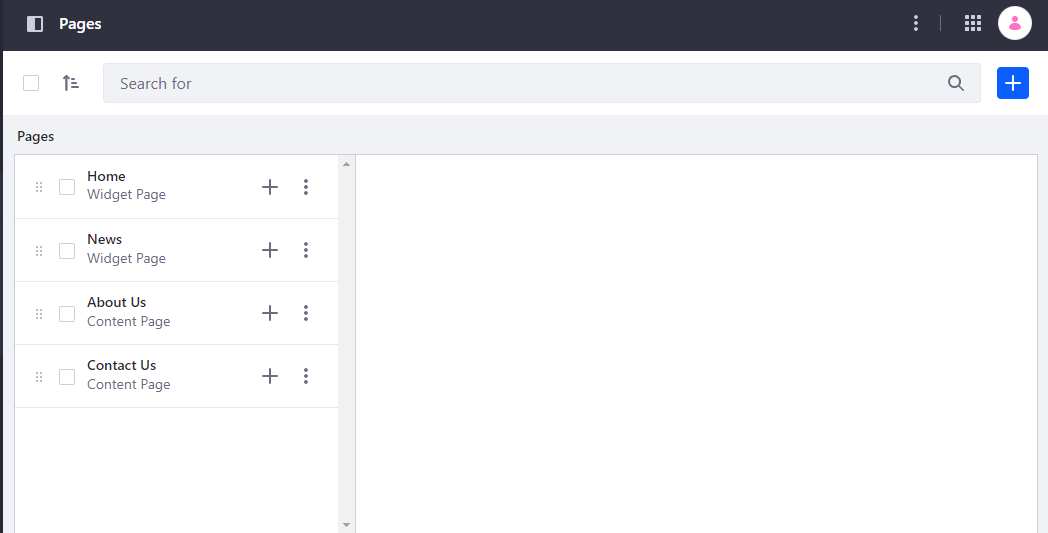 Pages
Search for
Pages
Home
Widget Page
News
Widget Page
About Us
Content Page
Contact Us
Content Page